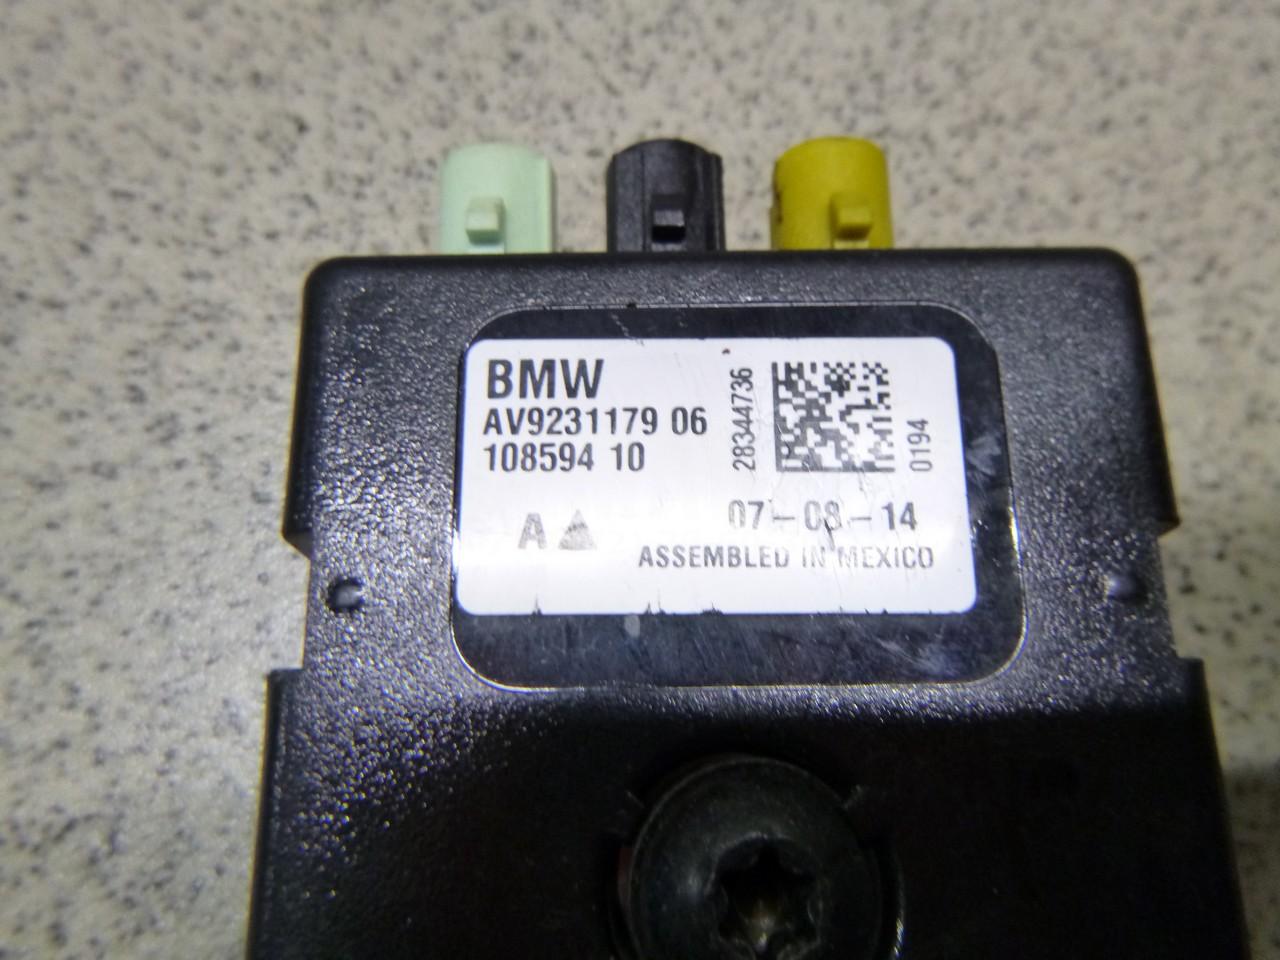 BMW
AV9231179 06
108594 10
28344736
0194
A
07-08-14
ASSEMBLED IN MEXICO